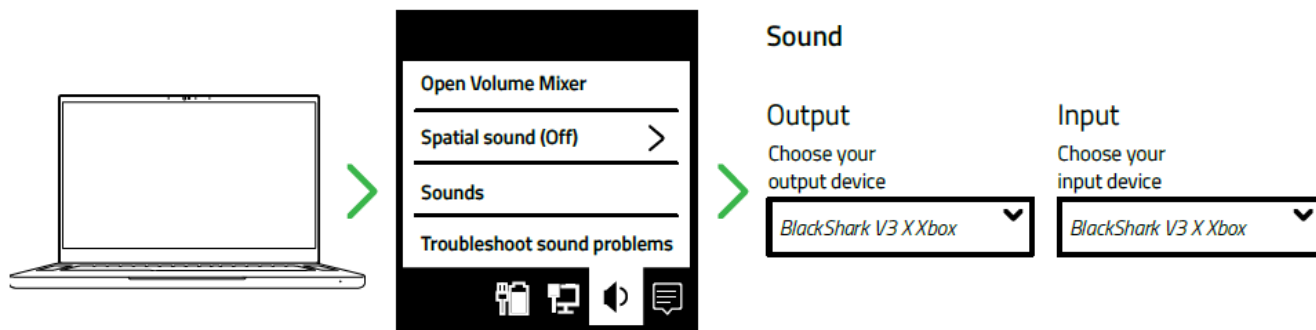 Open Volume Mixer
Spatial sound (Off)
Sounds
Troubleshoot sound problems
Sound
Output
Choose your
output device
BlackShark V3 X Xbox
Input
Choose your
input device
BlackShark V3 X Xbox